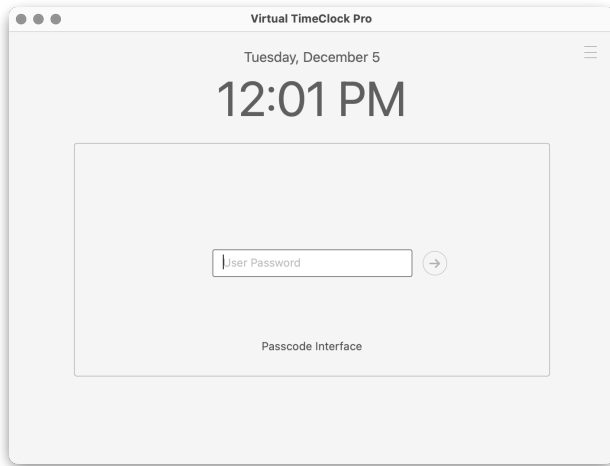 Virtual TimeClock Pro
Tuesday, December 5
12:01 PM
User Password
Passcode Interface